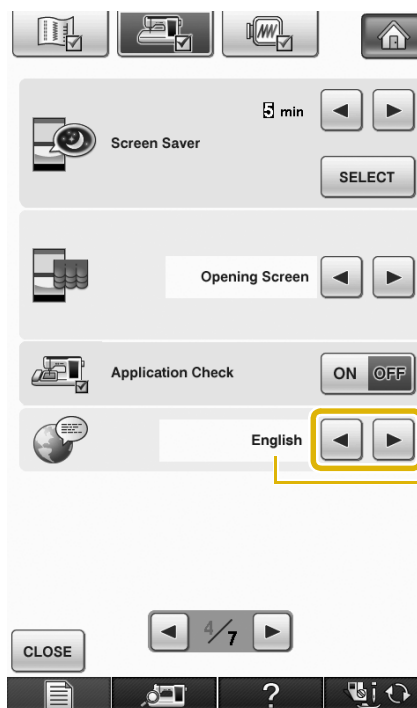 5 min
Screen Saver
SELECT
Opening Screen
Application Check
ON OFF
English
4/7
CLOSE
?